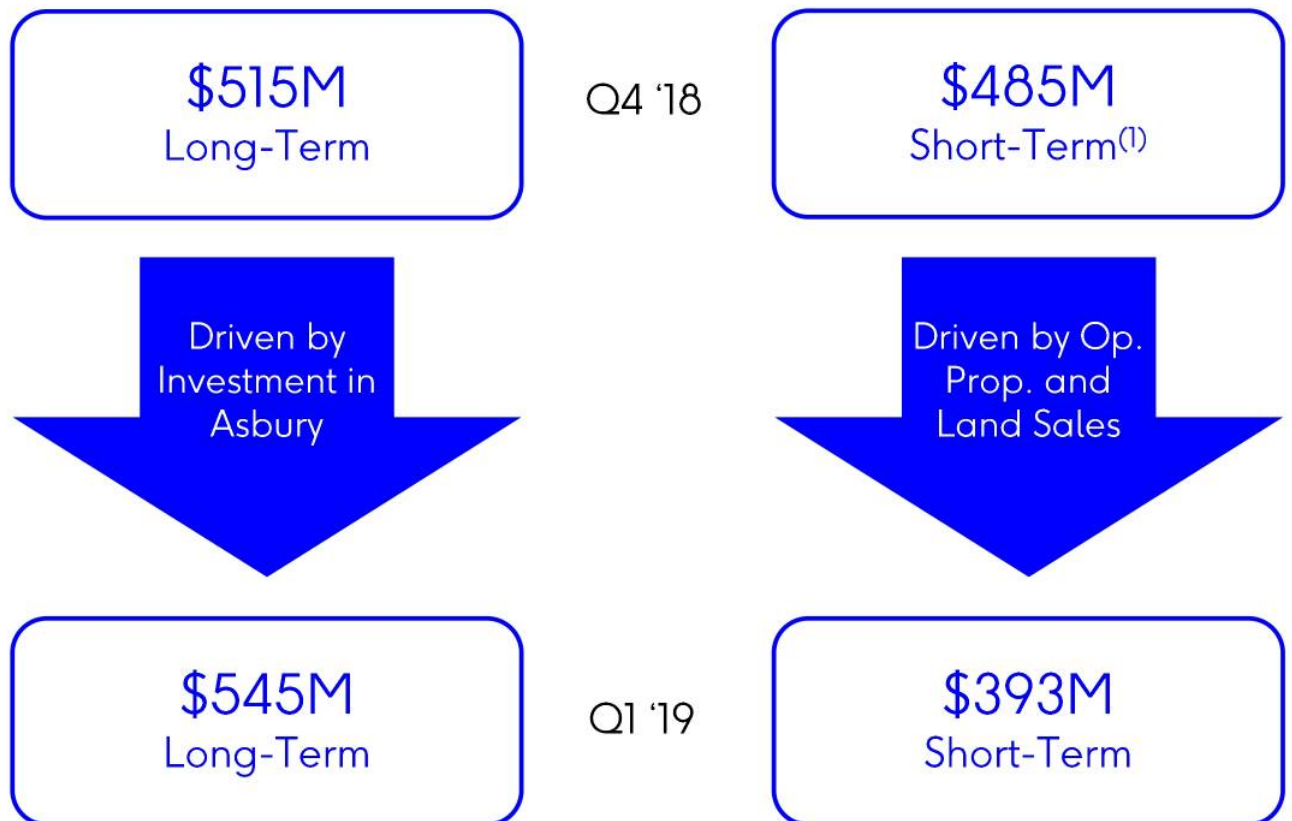 $515M
Long-Term
Q4 ‘18
$485M
Short-Term(1)
Driven by
Investment in
Asbury
Driven by Op.
Prop. and
Land Sales
$545M
Long-Term
Q1 ‘19
$393M
Short-Term